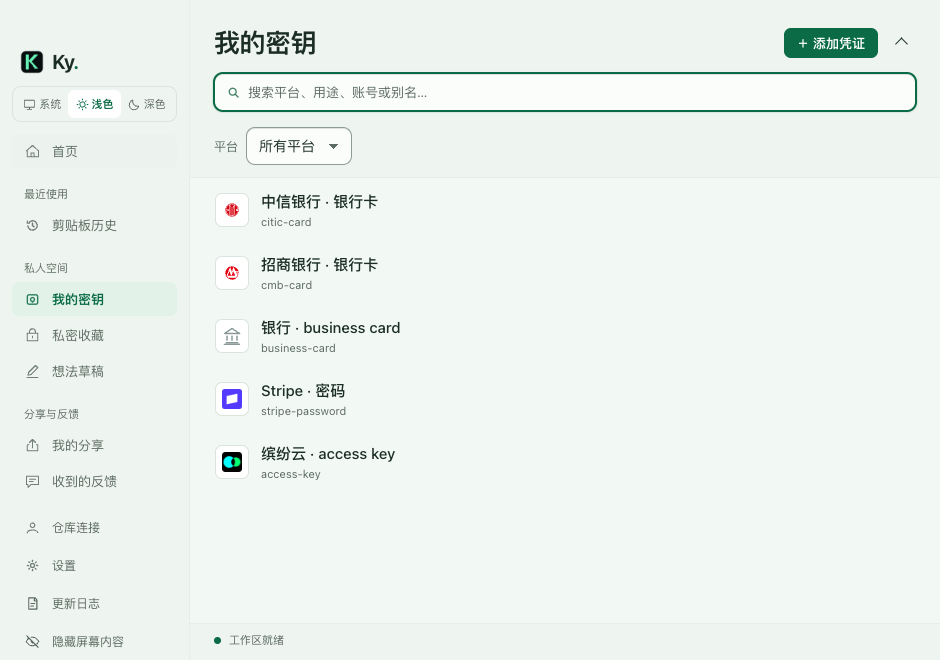 Ky.
系统 浅色 深色
首页
最近使用
剪贴板历史
私人空间
我的密钥
私密收藏
想法草稿
分享与反馈
我的分享
收到的反馈
仓库连接
设置
更新日志
隐藏屏幕内容
我的密钥
+ 添加凭证
搜索平台、用途、账号或别名...
平台 所有平台
中信银行 · 银行卡
citic-card
招商银行 · 银行卡
cmb-card
银行 · business card
business-card
Stripe · 密码
stripe-password
缤纷云 · access key
access-key
工作区就绪